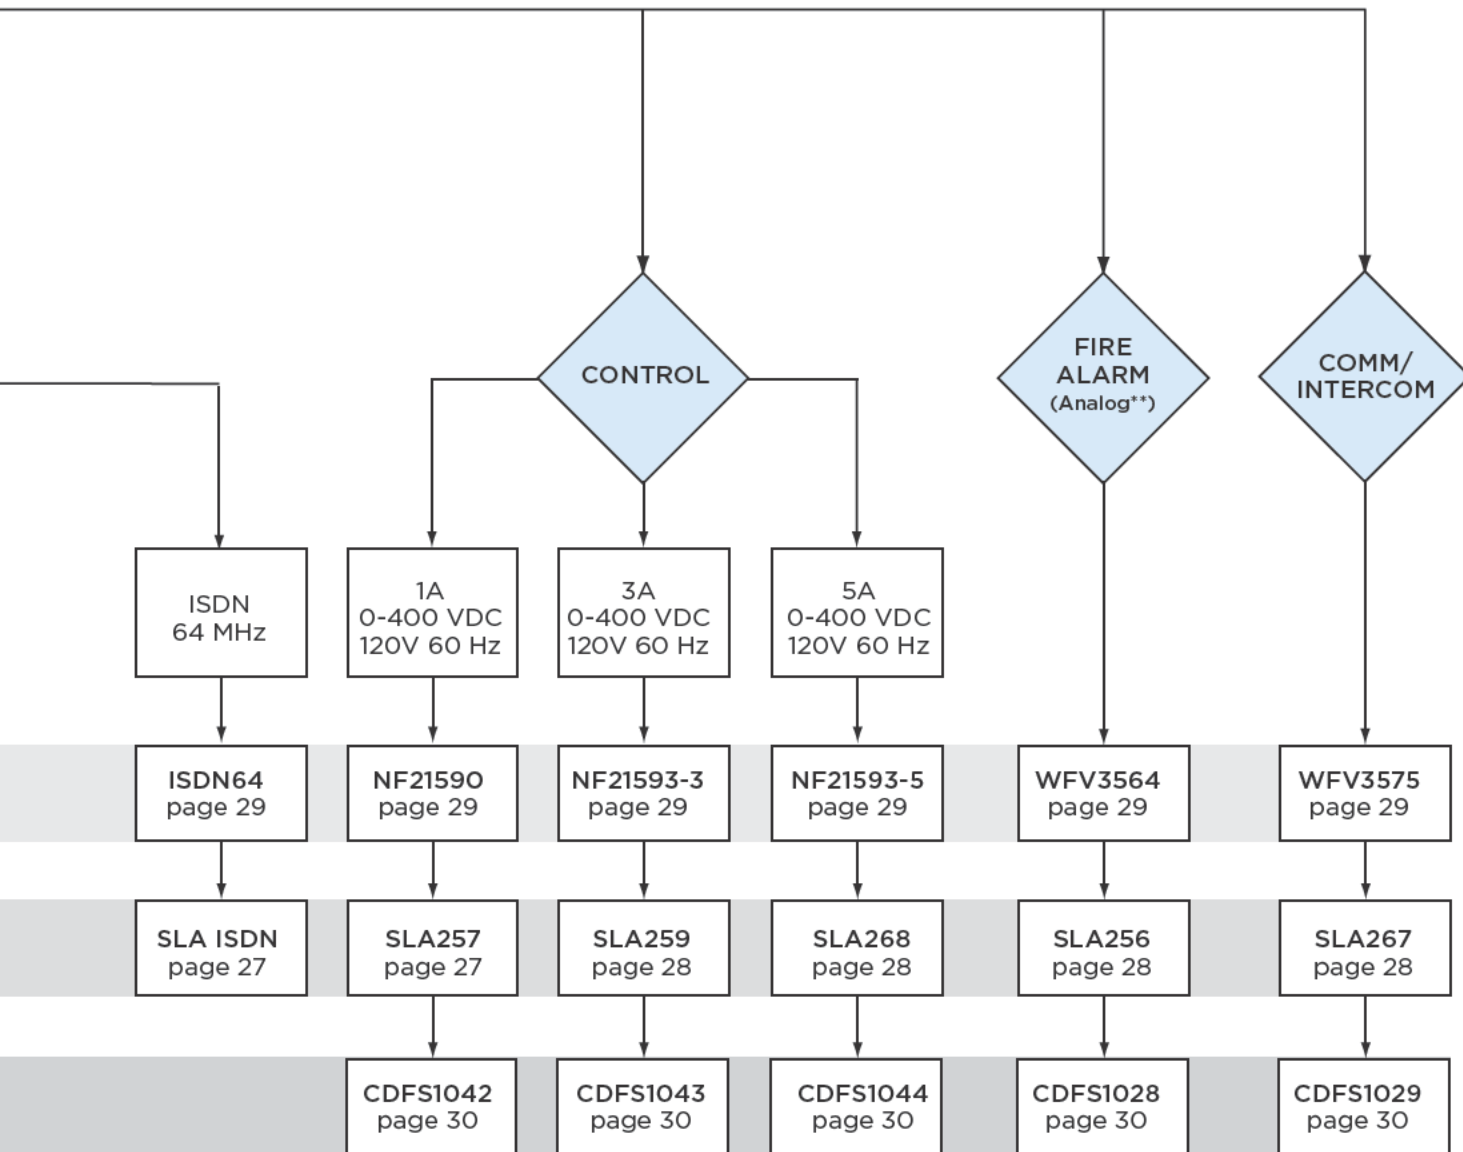 CONTROL
FIRE
ALARM
(Analog**)
COMM/
INTERCOM
ISDN
64 MHz
1A
0-400 VDC
120V 60 Hz
3A
0-400 VDC
120V 60 Hz
5A
0-400 VDC
120V 60 Hz
ISDN64
page 29
NF21590
page 29
NF21593-3
page 29
NF21593-5
page 29
WFV3564
page 29
WFV3575
page 29
SLA ISDN
page 27
SLA257
page 27
SLA259
page 28
SLA268
page 28
SLA256
page 28
SLA267
page 28
CDFS1042
page 30
CDFS1043
page 30
CDFS1044
page 30
CDFS1028
page 30
CDFS1029
page 30